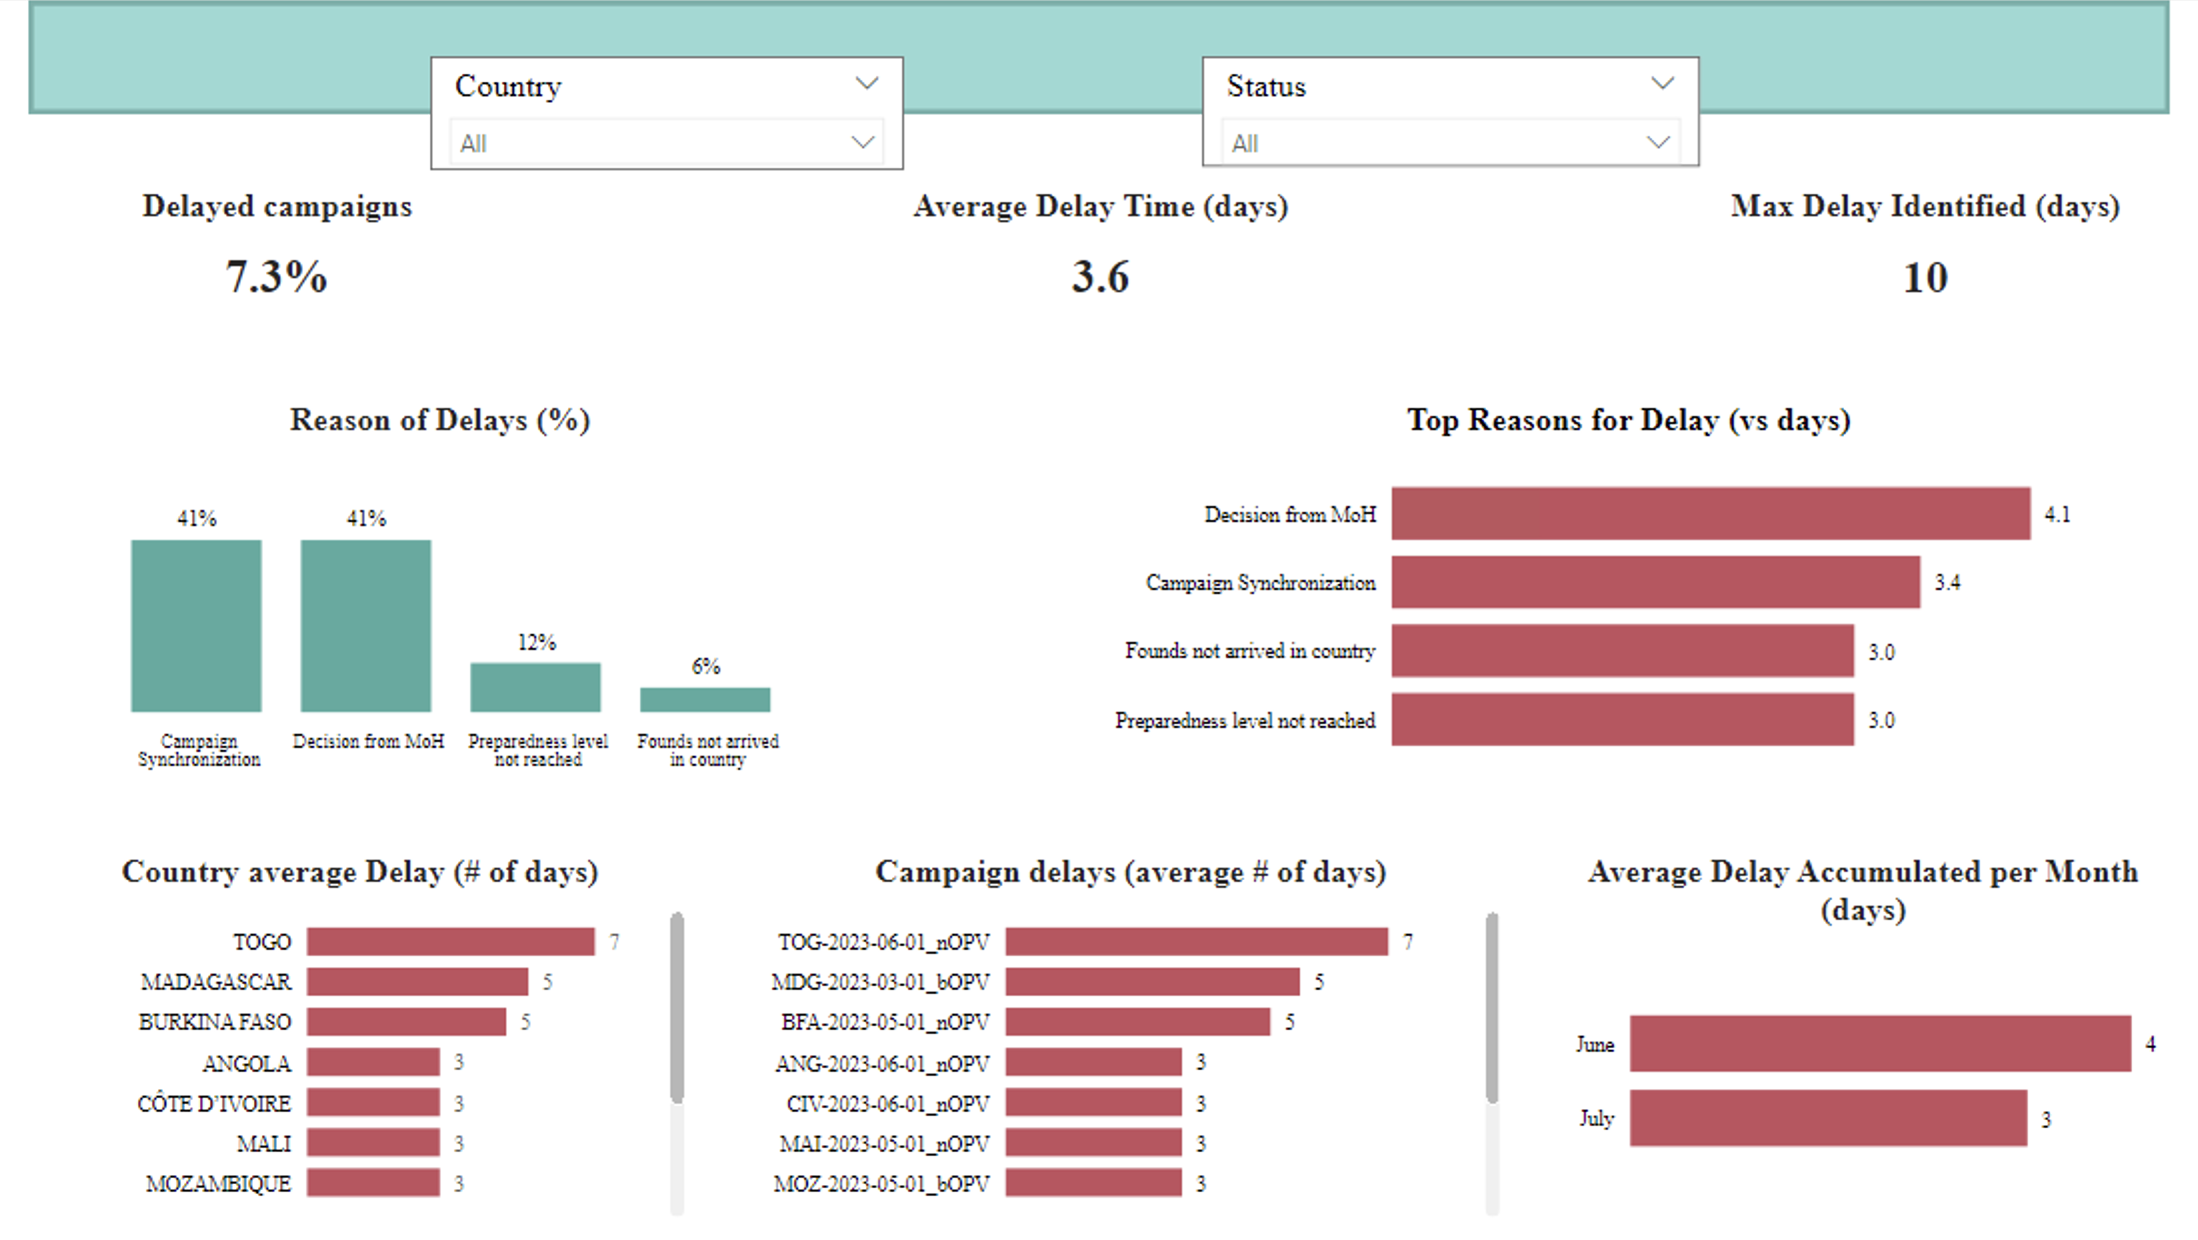 Country
All
Status
All
Delayed campaigns
7.3%
Average Delay Time (days)
3.6
Max Delay Identified (days)
10
Reason of Delays (%)
41%
41%
12%
6%
Campaign
Synchronization
Decision from MoH
Preparedness level
not reached
Founds not arrived
in country
Top Reasons for Delay (vs days)
Decision from MoH 4.1
Campaign Synchronization 3.4
Founds not arrived in country 3.0
Preparedness level not reached 3.0
Country average Delay (# of days)
TOGO 7
MADAGASCAR 5
BURKINA FASO 5
ANGOLA 3
CÔTE D'IVOIRE 3
MALI 3
MOZAMBIQUE 3
Campaign delays (average # of days)
TOG-2023-06-01_nOPV 7
MDG-2023-03-01_bOPV 5
BFA-2023-05-01_nOPV 5
ANG-2023-06-01_nOPV 3
CIV-2023-06-01_nOPV 3
MAI-2023-05-01_nOPV 3
MOZ-2023-05-01_bOPV 3
Average Delay Accumulated per Month
(days)
June 4
July 3